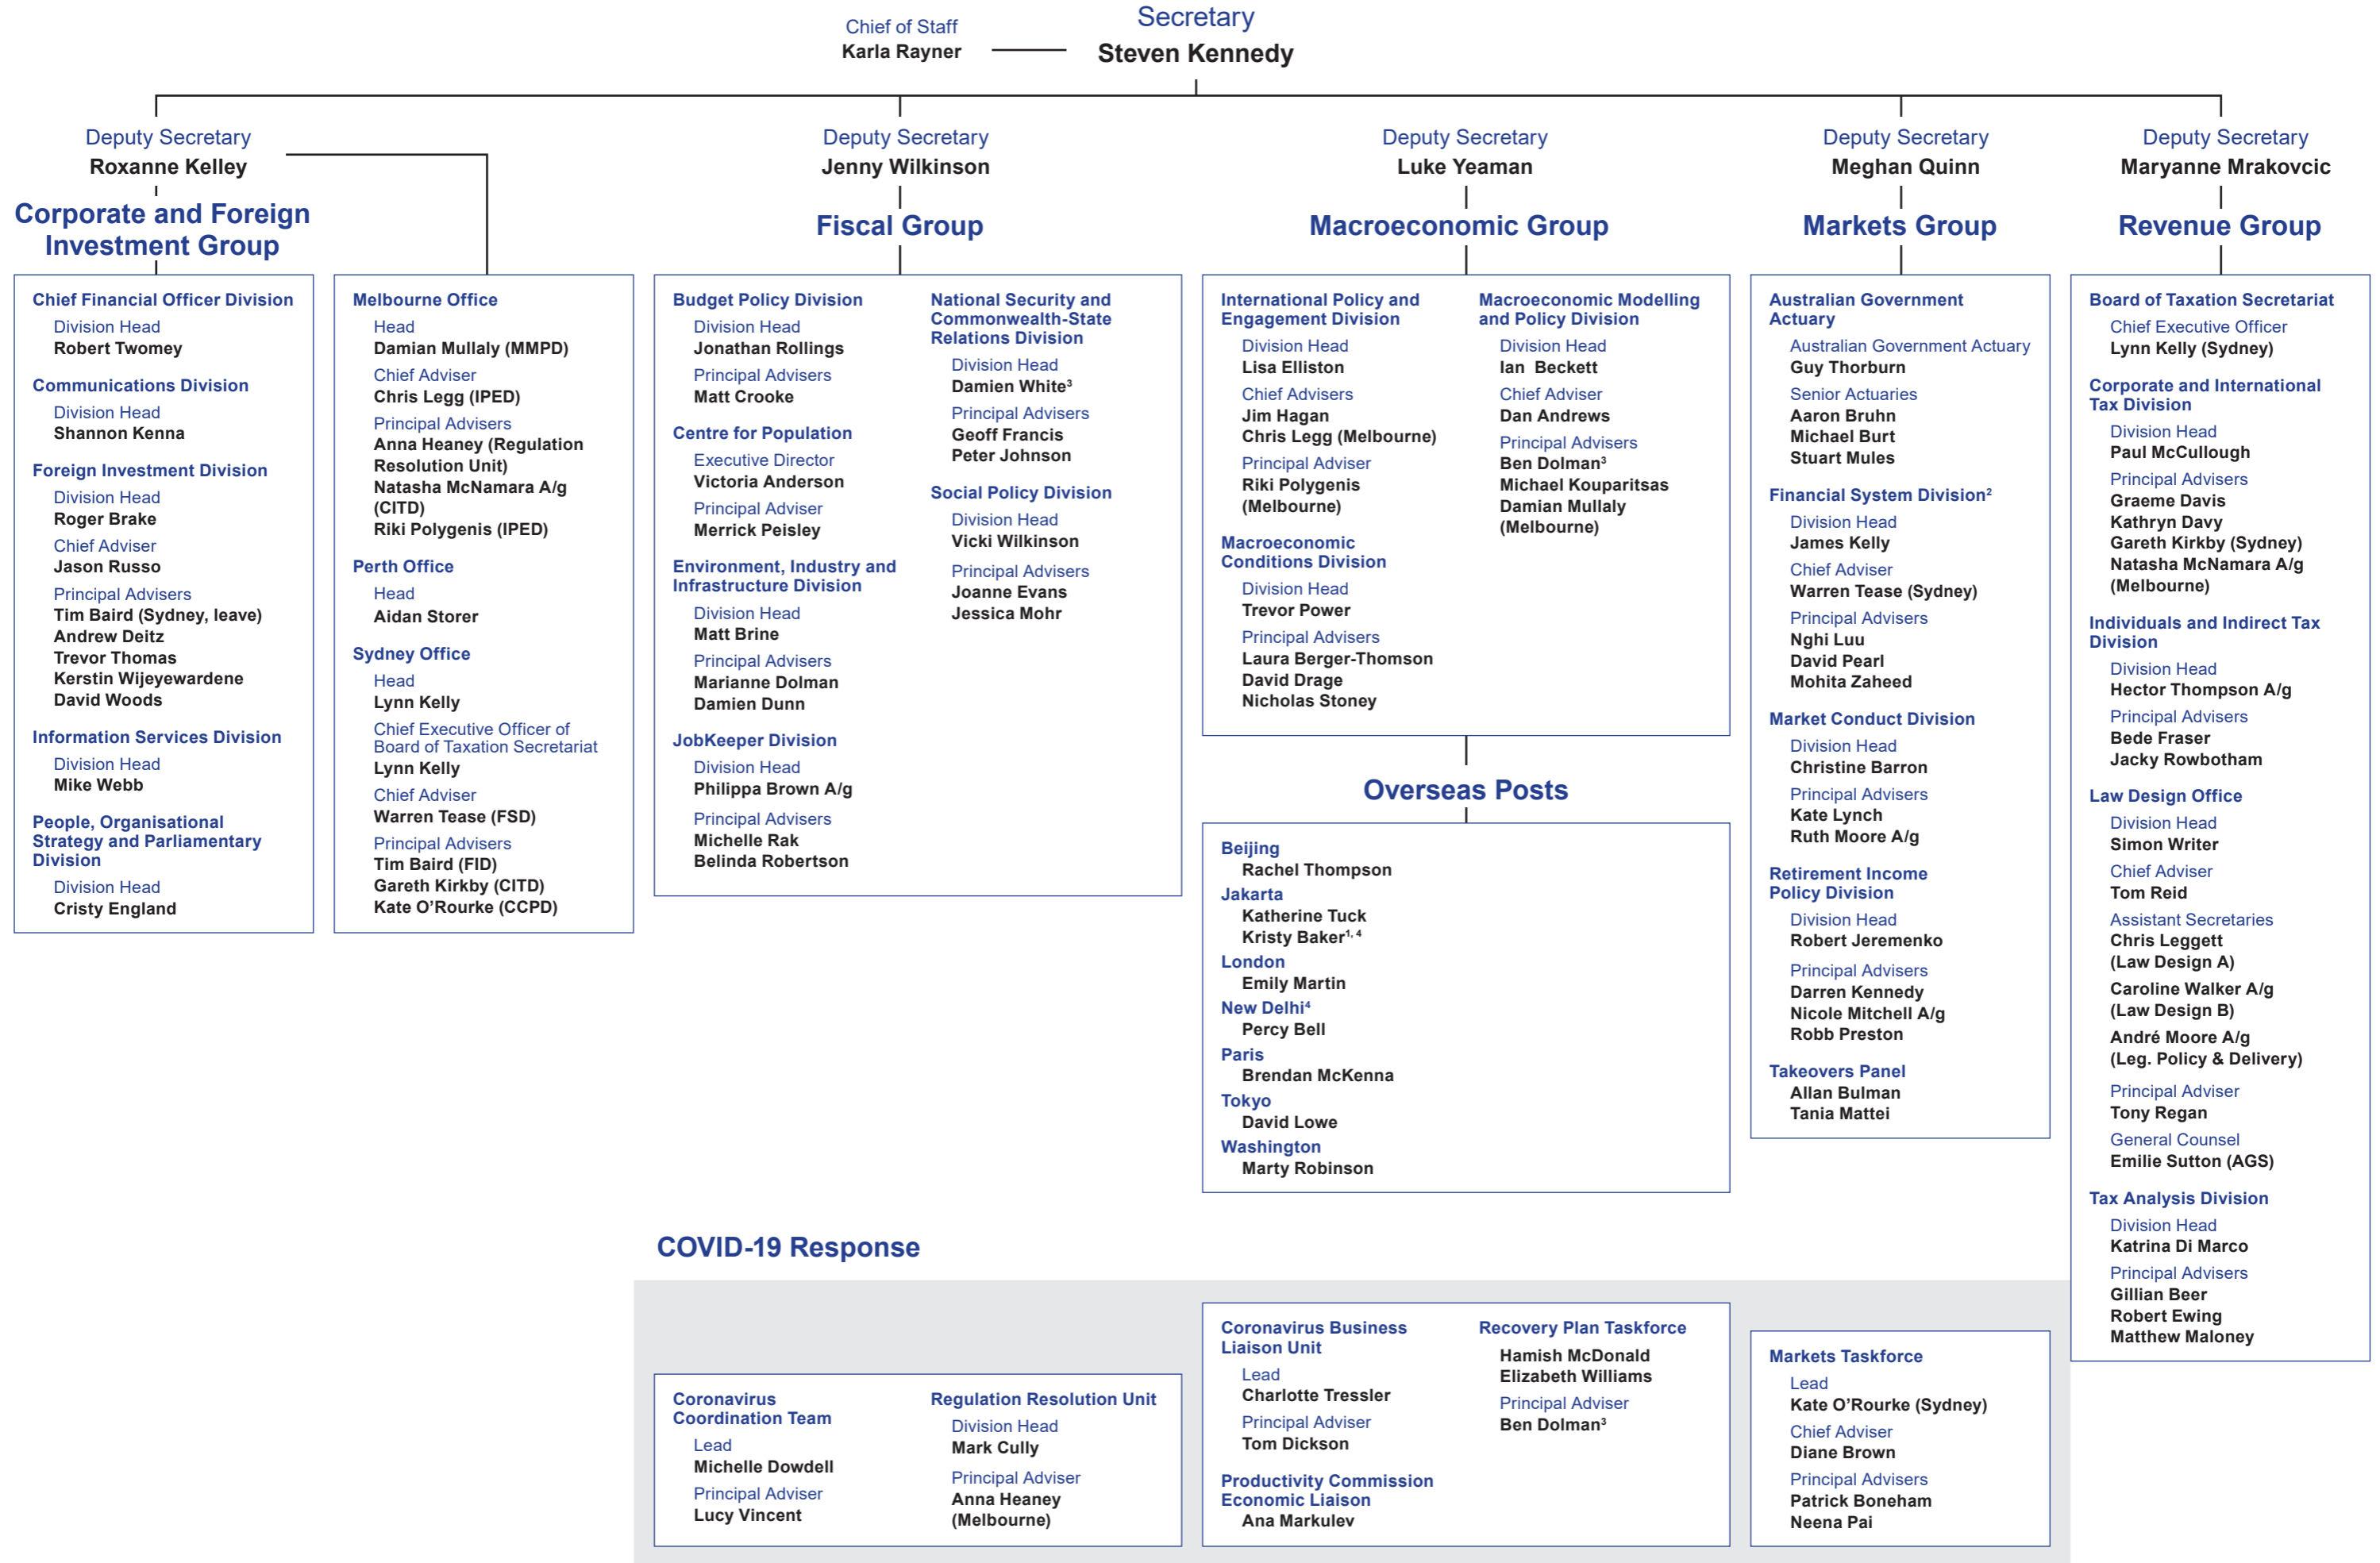 Chief of Staff
Karla Rayner
Secretary
Steven Kennedy
Deputy Secretary
Roxanne Kelley
Corporate and Foreign
Investment Group
Chief Financial Officer Division
Division Head
Robert Twomey
Communications Division
Division Head
Shannon Kenna
Foreign Investment Division
Division Head
Roger Brake
Chief Adviser
Jason Russo
Principal Advisers
Tim Baird (Sydney, leave)
Andrew Deitz
Trevor Thomas
Kerstin Wijeyewardene
David Woods
Information Services Division
Division Head
Mike Webb
People, Organisational
Strategy and Parliamentary
Division
Division Head
Cristy England
Melbourne Office
Head
Damian Mullaly (MMPD)
Chief Adviser
Chris Legg (IPED)
Principal Advisers
Anna Heaney (Regulation
Resolution Unit)
Natasha McNamara A/g
(CITD)
Riki Polygenis (IPED)
Perth Office
Head
Aidan Storer
Sydney Office
Head
Lynn Kelly
Chief Executive Officer of
Board of Taxation Secretariat
Lynn Kelly
Chief Adviser
Warren Tease (FSD)
Principal Advisers
Tim Baird (FID)
Gareth Kirkby (CITD)
Kate O’Rourke (CCPD)
Deputy Secretary
Jenny Wilkinson
Fiscal Group
Budget Policy Division
Division Head
Jonathan Rollings
Principal Advisers
Matt Crooke
Centre for Population
Executive Director
Victoria Anderson
Principal Adviser
Merrick Peisley
Environment, Industry and
Infrastructure Division
Division Head
Matt Brine
Principal Advisers
Marianne Dolman
Damien Dunn
JobKeeper Division
Division Head
Philippa Brown A/g
Principal Advisers
Michelle Rak
Belinda Robertson
National Security and
Commonwealth-State
Relations Division
Division Head
Damien White³
Principal Advisers
Geoff Francis
Peter Johnson
Social Policy Division
Division Head
Vicki Wilkinson
Principal Advisers
Joanne Evans
Jessica Mohr
Deputy Secretary
Luke Yeaman
Macroeconomic Group
International Policy and
Engagement Division
Division Head
Lisa Elliston
Chief Advisers
Jim Hagan
Chris Legg (Melbourne)
Principal Adviser
Riki Polygenis
(Melbourne)
Macroeconomic
Conditions Division
Division Head
Trevor Power
Principal Advisers
Laura Berger-Thomson
David Drage
Nicholas Stoney
Macroeconomic Modelling
and Policy Division
Division Head
Ian Beckett
Chief Adviser
Dan Andrews
Principal Advisers
Ben Dolman³
Michael Kouparitsas
Damian Mullaly
(Melbourne)
Overseas Posts
Beijing
Rachel Thompson
Jakarta
Katherine Tuck
Kristy Baker¹, ⁴
London
Emily Martin
New Delhi⁴
Percy Bell
Paris
Brendan McKenna
Tokyo
David Lowe
Washington
Marty Robinson
Deputy Secretary
Meghan Quinn
Markets Group
Australian Government
Actuary
Australian Government Actuary
Guy Thorburn
Senior Actuaries
Aaron Bruhn
Michael Burt
Stuart Mules
Financial System Division²
Division Head
James Kelly
Chief Adviser
Warren Tease (Sydney)
Principal Advisers
Nghi Luu
David Pearl
Mohita Zaheed
Market Conduct Division
Division Head
Christine Barron
Principal Advisers
Kate Lynch
Ruth Moore A/g
Retirement Income
Policy Division
Division Head
Robert Jeremenko
Principal Advisers
Darren Kennedy
Nicole Mitchell A/g
Robb Preston
Takeovers Panel
Allan Bulman
Tania Mattei
Deputy Secretary
Maryanne Mrakovcic
Revenue Group
Board of Taxation Secretariat
Chief Executive Officer
Lynn Kelly (Sydney)
Corporate and International
Tax Division
Division Head
Paul McCullough
Principal Advisers
Graeme Davis
Kathryn Davy
Gareth Kirkby (Sydney)
Natasha McNamara A/g
(Melbourne)
Individuals and Indirect Tax
Division
Division Head
Hector Thompson A/g
Principal Advisers
Bede Fraser
Jacky Rowbotham
Law Design Office
Division Head
Simon Writer
Chief Adviser
Tom Reid
Assistant Secretaries
Chris Leggett
(Law Design A)
Caroline Walker A/g
(Law Design B)
André Moore A/g
(Leg. Policy & Delivery)
Principal Adviser
Tony Regan
General Counsel
Emilie Sutton (AGS)
Tax Analysis Division
Division Head
Katrina Di Marco
Principal Advisers
Gillian Beer
Robert Ewing
Matthew Maloney
COVID-19 Response
Coronavirus
Coordination Team
Lead
Michelle Dowdell
Principal Adviser
Lucy Vincent
Regulation Resolution Unit
Division Head
Mark Cully
Principal Adviser
Anna Heaney
(Melbourne)
Coronavirus Business
Liaison Unit
Lead
Charlotte Tressler
Principal Adviser
Tom Dickson
Productivity Commission
Economic Liaison
Ana Markulev
Recovery Plan Taskforce
Hamish McDonald
Elizabeth Williams
Principal Adviser
Ben Dolman³
Markets Taskforce
Lead
Kate O’Rourke (Sydney)
Chief Adviser
Diane Brown
Principal Advisers
Patrick Boneham
Neena Pai